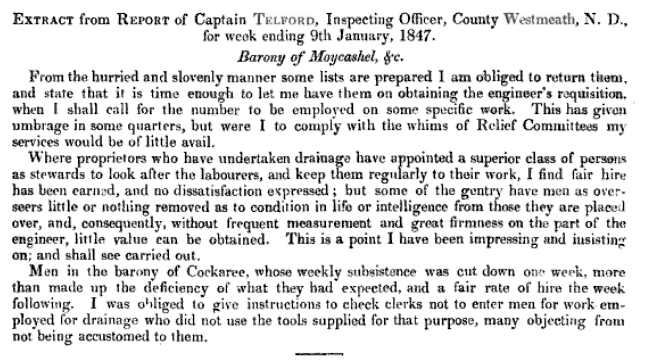 EXTRACT from REPORT of Captain TELFORD, Inspecting Officer, County Westmeath, N. D.,
for week ending 9th January, 1847.
Barony of Moycashel, &c.
From the hurried and slovenly manner some lists are prepared I am obliged to return them,
and state that it is time enough to let me have them on obtaining the engineer's requisition,
when I shall call for the number to be employed on some specific work. This has given
umbrage in some quarters, but were I to comply with the whims of Relief Committees my
services would be of little avail.
Where proprietors who have undertaken drainage have appointed a superior class of persons
as stewards to look after the labourers, and keep them regularly to their work, I find fair hire
has been earned, and no dissatisfaction expressed; but some of the gentry have men as over-
seers little or nothing removed as to condition in life or intelligence from those they are placed
over, and, consequently, without frequent measurement and great firmness on the part of the
engineer, little value can be obtained. This is a point I have been impressing and insisting
on; and shall see carried out.
Men in the barony of Corkaree, whose weekly subsistence was cut down one week, more
than made up the deficiency of what they had expected, and a fair rate of hire the week
following. I was obliged to give instructions to check clerks not to enter men for work em-
ployed for drainage who did not use the tools supplied for that purpose, many objecting from
not being accustomed to them.